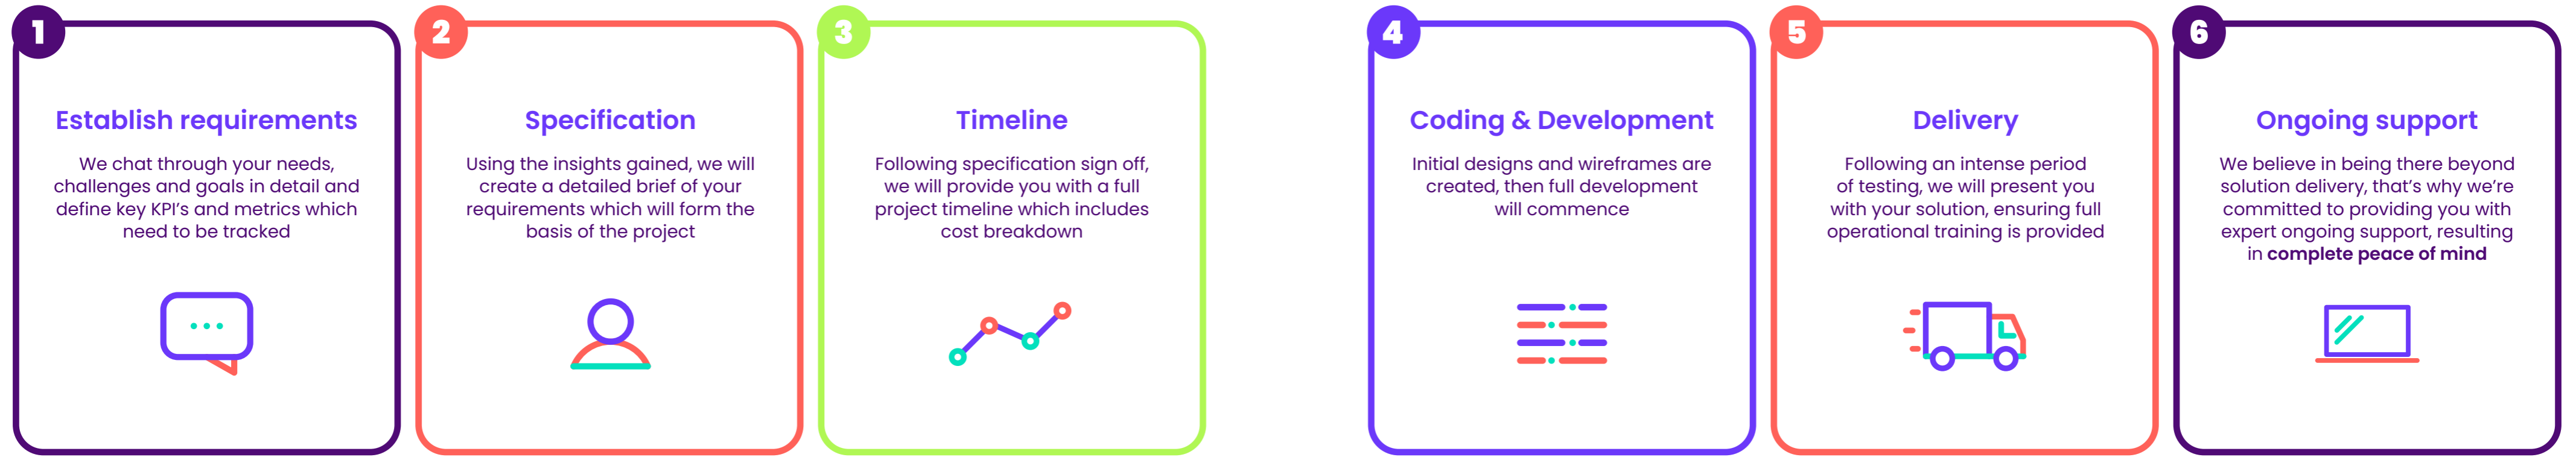 1
Establish requirements
We chat through your needs,
challenges and goals in detail and
define key KPI's and metrics which
need to be tracked
2
Specification
Using the insights gained, we will
create a detailed brief of your
requirements which will form the
basis of the project
3
Timeline
Following specification sign off,
we will provide you with a full
project timeline which includes
cost breakdown
4
Coding & Development
Initial designs and wireframes are
created, then full development
will commence
5
Delivery
Following an intense period
of testing, we will present you
with your solution, ensuring full
operational training is provided
6
Ongoing support
We believe in being there beyond
solution delivery, that’s why we’re
committed to providing you with
expert ongoing support, resulting
in complete peace of mind